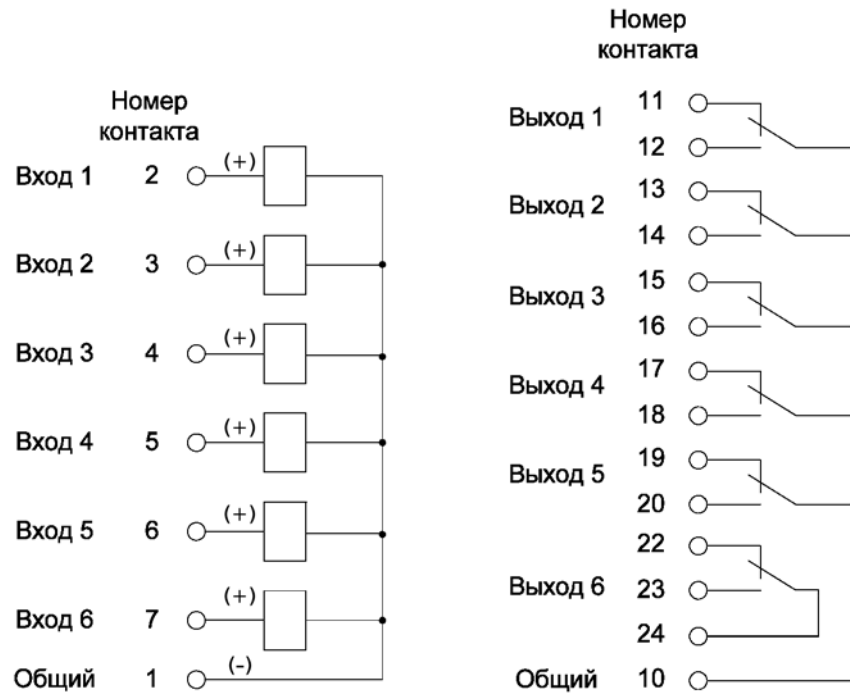 Номер
контакта
Вход 1 2 (+)
Вход 2 3 (+)
Вход 3 4 (+)
Вход 4 5 (+)
Вход 5 6 (+)
Вход 6 7 (+)
Общий 1 (-)
Номер
контакта
Выход 1
11
12
Выход 2
13
14
Выход 3
15
16
Выход 4
17
18
Выход 5
19
20
Выход 6
22
23
24
Общий 10